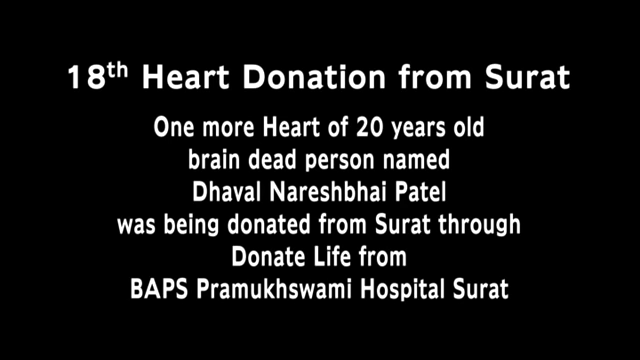 18th Heart Donation from Surat
One more Heart of 20 years old
brain dead person named
Dhaval Nareshbhai Patel
was being donated from Surat through
Donate Life from
BAPS Pramukhswami Hospital Surat